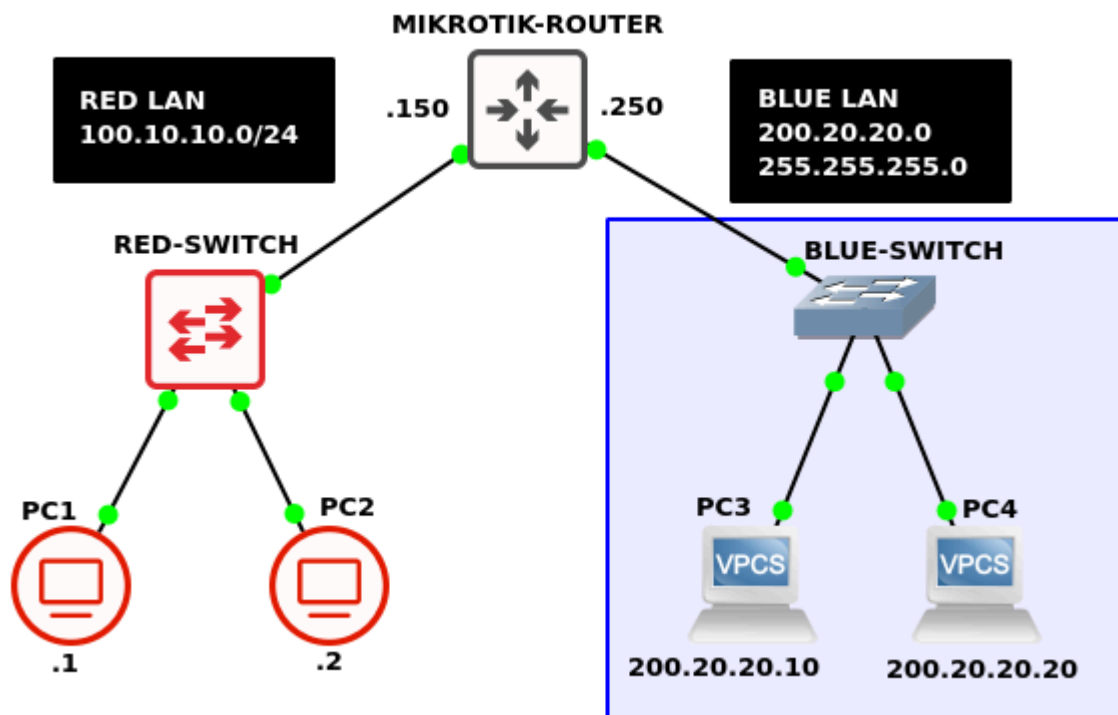 MIKROTIK-ROUTER
RED LAN
100.10.10.0/24
.150
.250
BLUE LAN
200.20.20.0
255.255.255.0
RED-SWITCH
BLUE-SWITCH
PC1
PC2
PC3
PC4
VPCS
VPCS
.1
.2
200.20.20.10
200.20.20.20